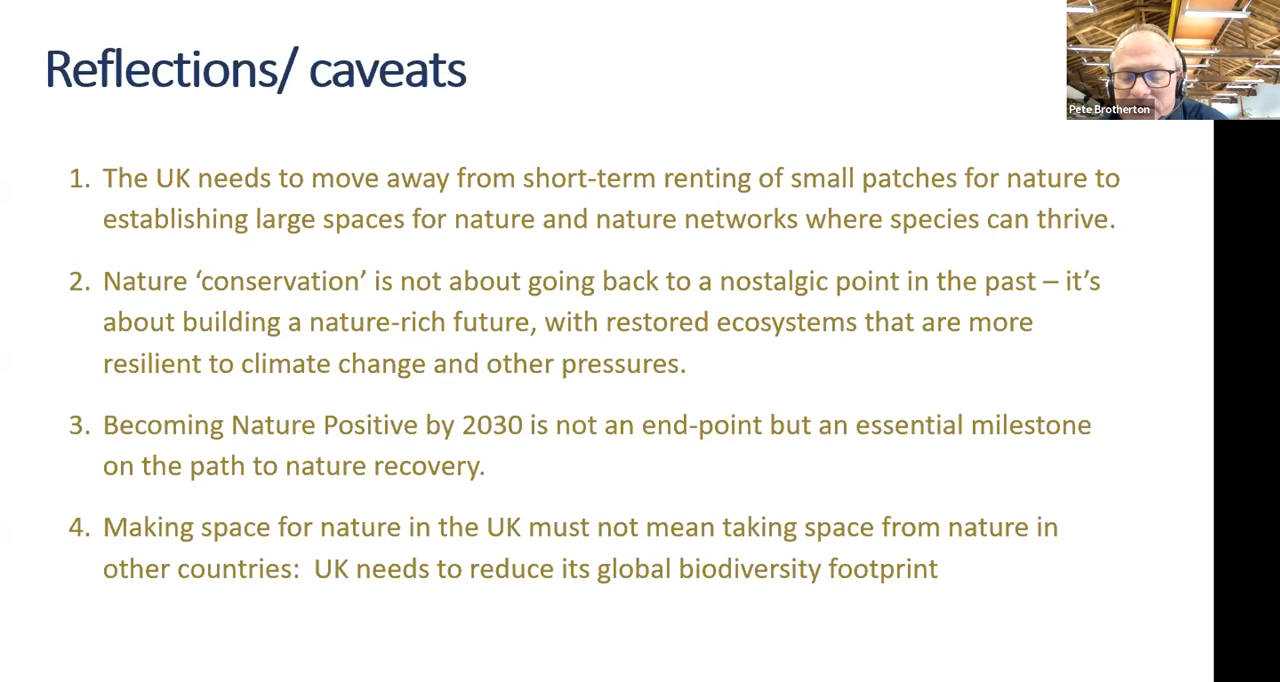 Reflections/ caveats
Pete Brotherton
1. The UK needs to move away from short-term renting of small patches for nature to
establishing large spaces for nature and nature networks where species can thrive.
2. Nature ‘conservation’ is not about going back to a nostalgic point in the past – it’s
about building a nature-rich future, with restored ecosystems that are more
resilient to climate change and other pressures.
3. Becoming Nature Positive by 2030 is not an end-point but an essential milestone
on the path to nature recovery.
4. Making space for nature in the UK must not mean taking space from nature in
other countries:  UK needs to reduce its global biodiversity footprint